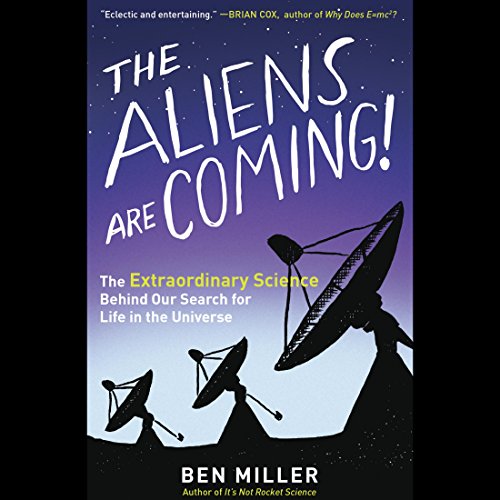 "Eclectic and entertaining." —BRIAN COX, author of Why Does E=mc²?
THE
ALIENS
ARE COMING!
The Extraordinary Science
Behind Our Search for
Life in the Universe
BEN MILLER
Author of It's Not Rocket Science